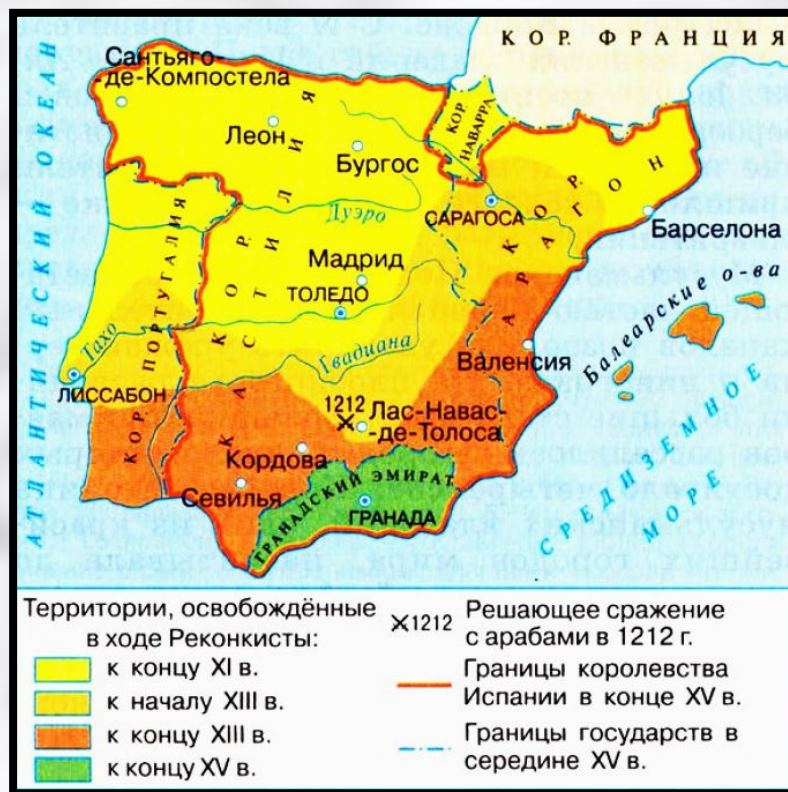 КОР. ФРАНЦИЯ
Сантьяго-
де-Компостела
Леон
Бургос
КОР. НАВАРРА
КОР. АРАГОН
САРАГОСА
Барселона
АТЛАНТИЧЕСКИЙ ОКЕАН
КОР. ПОРТУГАЛИЯ
КОР. КАСТИЛИЯ
Дуэро
Мадрид
ТОЛЕДО
Тахо
Гвадиана
ЛИССАБОН
Валенсия
Балеарские о-ва
1212
Лас-Навас-
-де-Толоса
Кордова
Севилья
ГРАНАДСКИЙ ЭМИРАТ
ГРАНАДА
СРЕДИЗЕМНОЕ
МОРЕ
Территории, освобождённые
в ходе Реконкисты:
к концу XI в.
к началу XIII в.
к концу XIII в.
к концу XV в.
1212 Решающее сражение
с арабами в 1212 г.
Границы королевства
Испании в конце XV в.
Границы государств в
середине XV в.